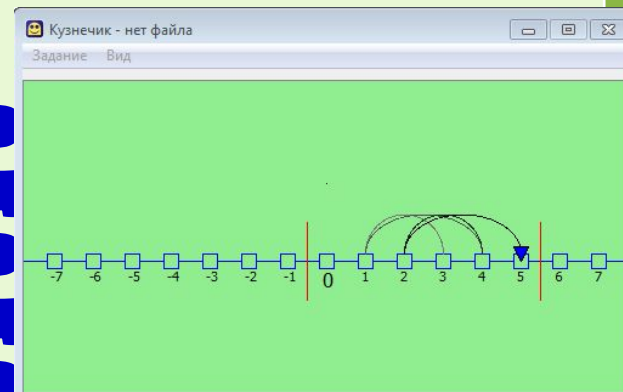 Кузнечик - нет файла
Задание Вид
-7 -6 -5 -4 -3 -2 -1 0 1 2 3 4 5 6 7